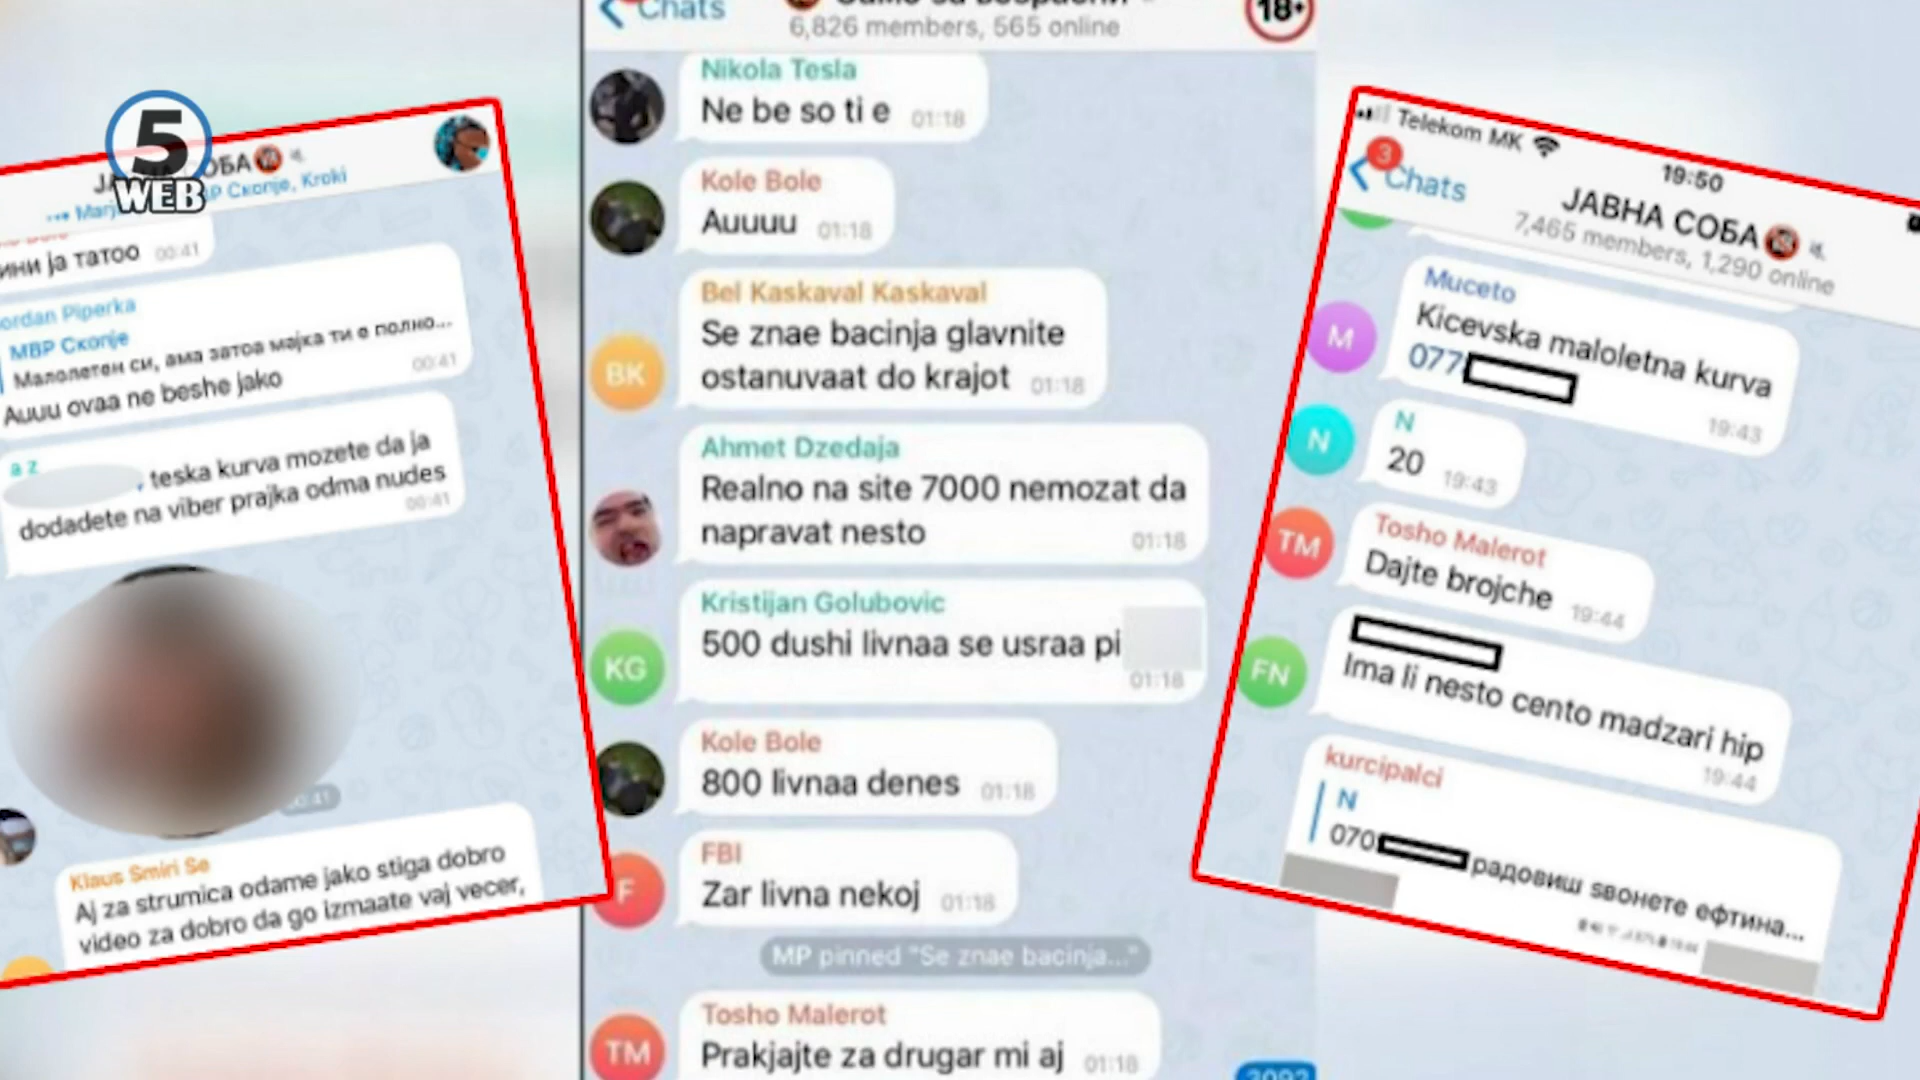 5
WEB
ОБА
Скопје, Kroki
ини ја татоо 00:41
ordan Piperka
МВР Скопје
Малолетен си, ама затоа мајка ти е полно...
Auuu ovaa ne beshe jako 00:41
a z
, teska kurva mozete da ja
dodadete na viber prajka odma nudes
00:41
Klaus Smiri Se
Aj za strumica odame jako stiga dobro
video za dobro da go izmaate vaj vecer,
Chats
18+
6,826 members, 565 online
Nikola Tesla
Ne be so ti e 01:18
Kole Bole
Auuuu 01:18
BK
Bel Kaskaval Kaskaval
Se znae bacinja glavnite
ostanuvaat do krajot 01:18
Ahmet Dzedaja
Realno na site 7000 nemozat da
napravat nesto 01:18
KG
Kristijan Golubovic
500 dushi livnaa se usraa pi
01:18
Kole Bole
800 livnaa denes 01:18
F
FBI
Zar livna nekoj 01:18
MP pinned "Se znae bacinja..."
TM
Tosho Malerot
Prakjajte za drugar mi aj 01:18
Telekom MK
19:50
3
Chats
ЈАВНА СОБА
7,465 members, 1,290 online
M
Muceto
Kicevska maloletna kurva
077
19:43
N
N
20 19:43
TM
Tosho Malerot
Dajte brojche 19:44
FN
Ima li nesto cento madzari hip
19:44
kurcipalci
N
070 радовиш ѕвонете ефтина...